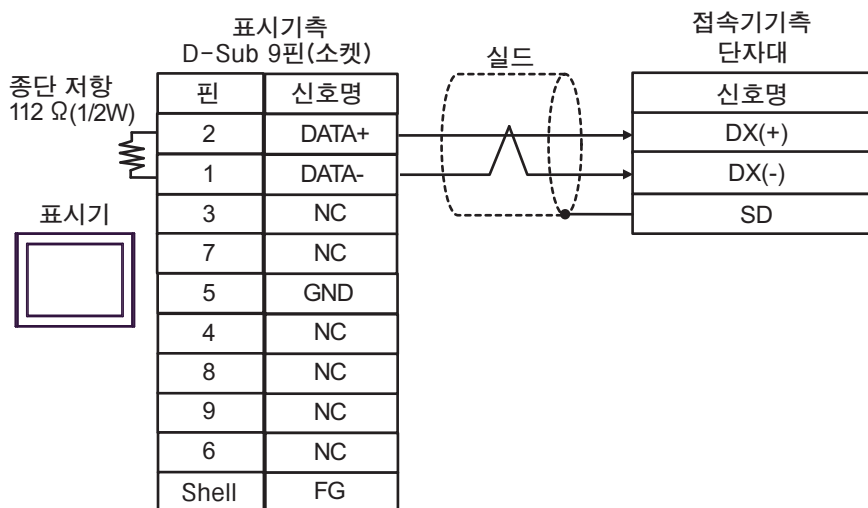 표시기측
D-Sub 9핀(소켓)
접속기기측
단자대
실드
종단 저항
112 Ω(1/2W)
표시기
핀 신호명
2 DATA+
1 DATA-
3 NC
7 NC
5 GND
4 NC
8 NC
9 NC
6 NC
Shell FG
신호명
DX(+)
DX(-)
SD